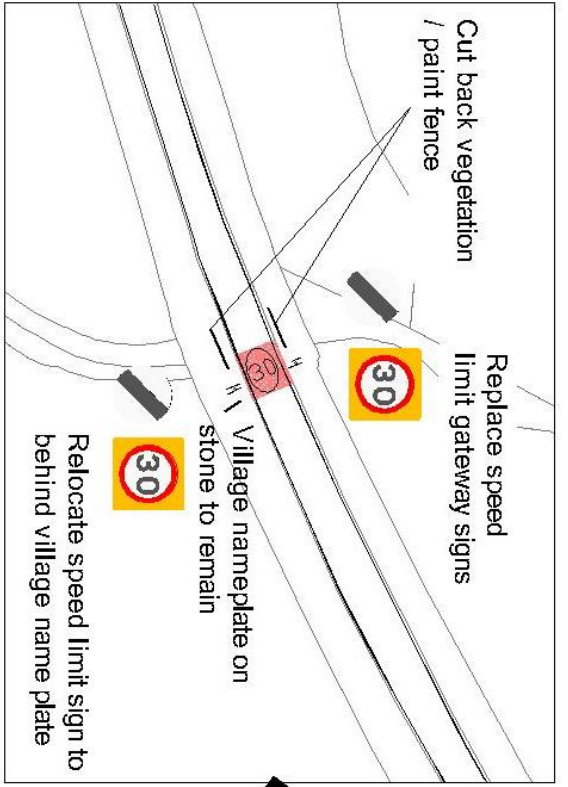 Cut back vegetation
/ paint fence
Replace speed
limit gateway signs
30
30
Village nameplate on
stone to remain
30
Relocate speed limit sign to
behind village name plate